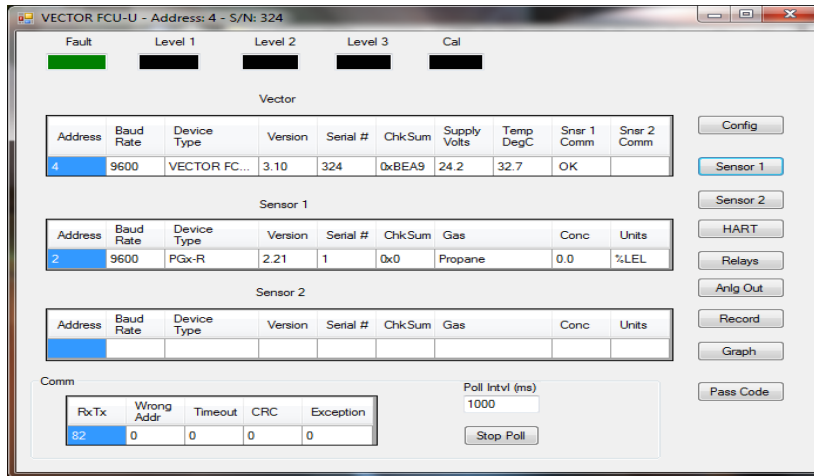 VECTOR FCU-U - Address: 4 - S/N: 324
Fault Level 1 Level 2 Level 3 Cal
Vector
Address Baud Rate Device Type Version Serial # ChkSum Supply Volts Temp DegC Snsr 1 Comm Snsr 2 Comm
4 9600 VECTOR FC... 3.10 324 0xBEA9 24.2 32.7 OK
Sensor 1
Address Baud Rate Device Type Version Serial # ChkSum Gas Conc Units
2 9600 PGx-R 2.21 1 0x0 Propane 0.0 %LEL
Sensor 2
Address Baud Rate Device Type Version Serial # ChkSum Gas Conc Units
Comm
RxTx Wrong Addr Timeout CRC Exception
82 0 0 0 0
Poll Intvl (ms)
1000
Stop Poll
Config
Sensor 1
Sensor 2
HART
Relays
Anlg Out
Record
Graph
Pass Code